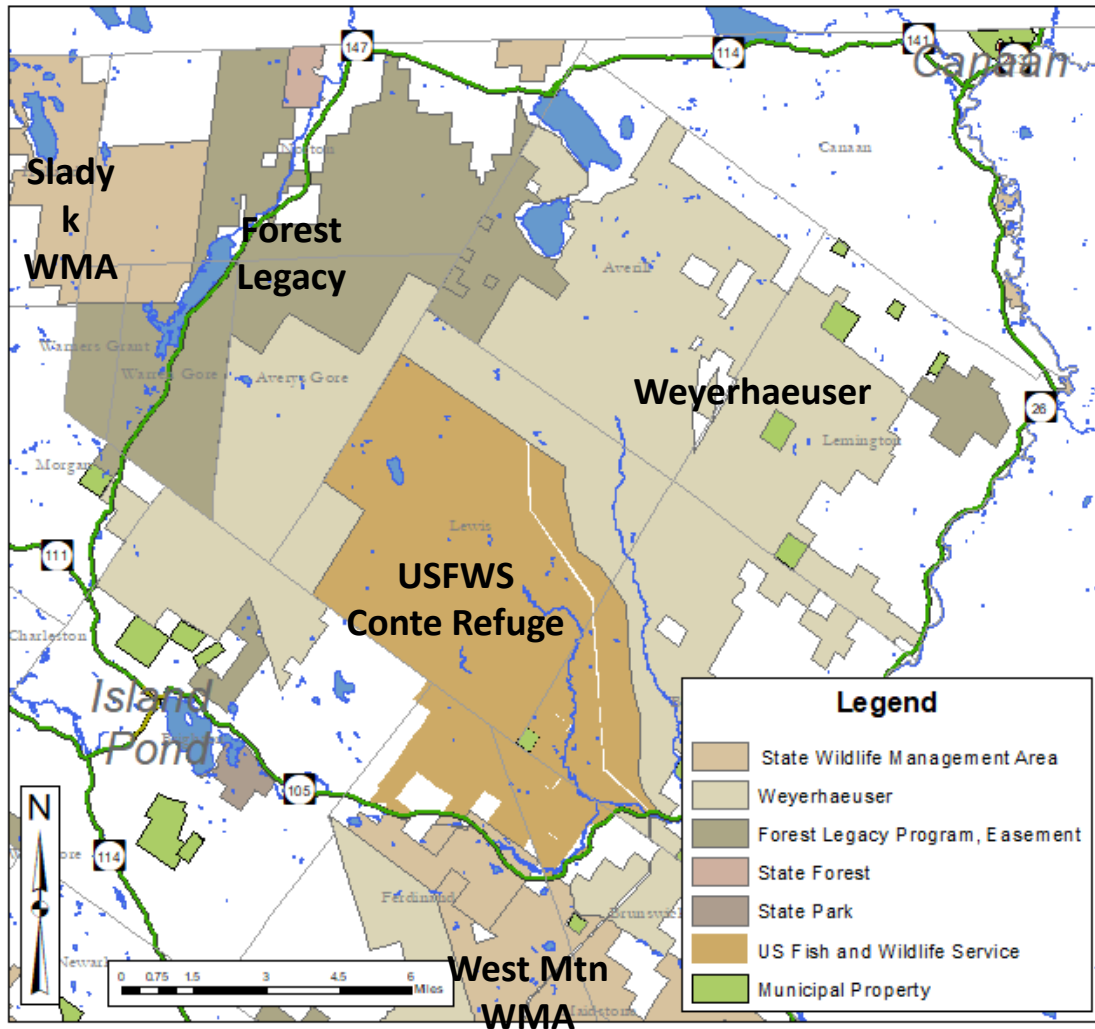 147
114
141
Canaan
Norton
Canaan
Slady
k
WMA
Forest
Legacy
Averill
Warners Grant
Warren Gore
Averys Gore
Weyerhaeuser
26
Lemington
Morgan
Lewis
111
USFWS
Conte Refuge
Charleston
Island
Pond
105
114
Ferdinand
Brunswick
Newark
West Mtn
WMA
Maidstone
N
0 0.75 1.5 3 4.5 6
Miles
Legend
State Wildlife Management Area
Weyerhaeuser
Forest Legacy Program, Easement
State Forest
State Park
US Fish and Wildlife Service
Municipal Property